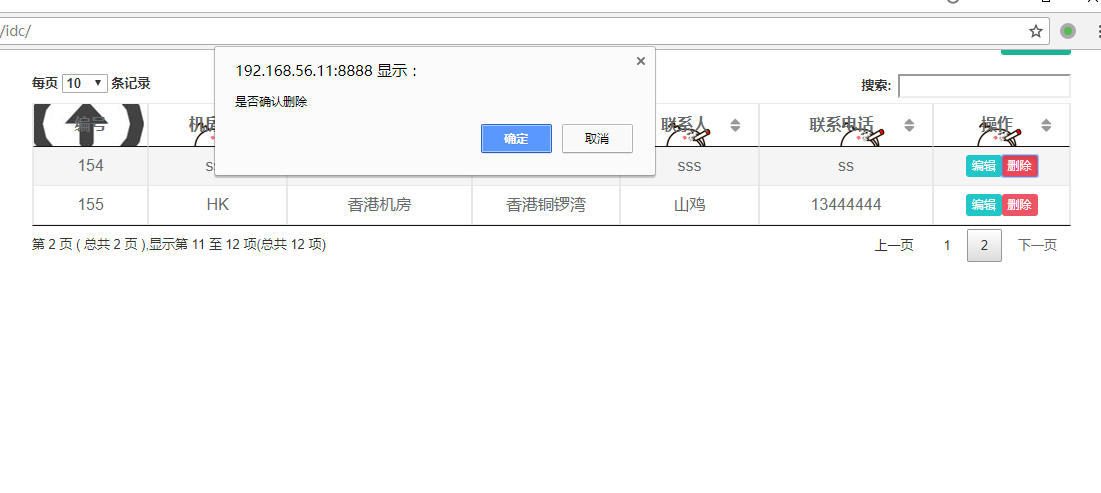 /idc/
192.168.56.11:8888 显示：
×
是否确认删除
确定 取消
每页 10 条记录
搜索:
编号 联系人 联系电话 操作
154 sss ss 编辑 删除
155 HK 香港机房 香港铜锣湾 山鸡 13444444 编辑 删除
第 2 页 ( 总共 2 页 ),显示第 11 至 12 项(总共 12 项)
上一页 1 2 下一页